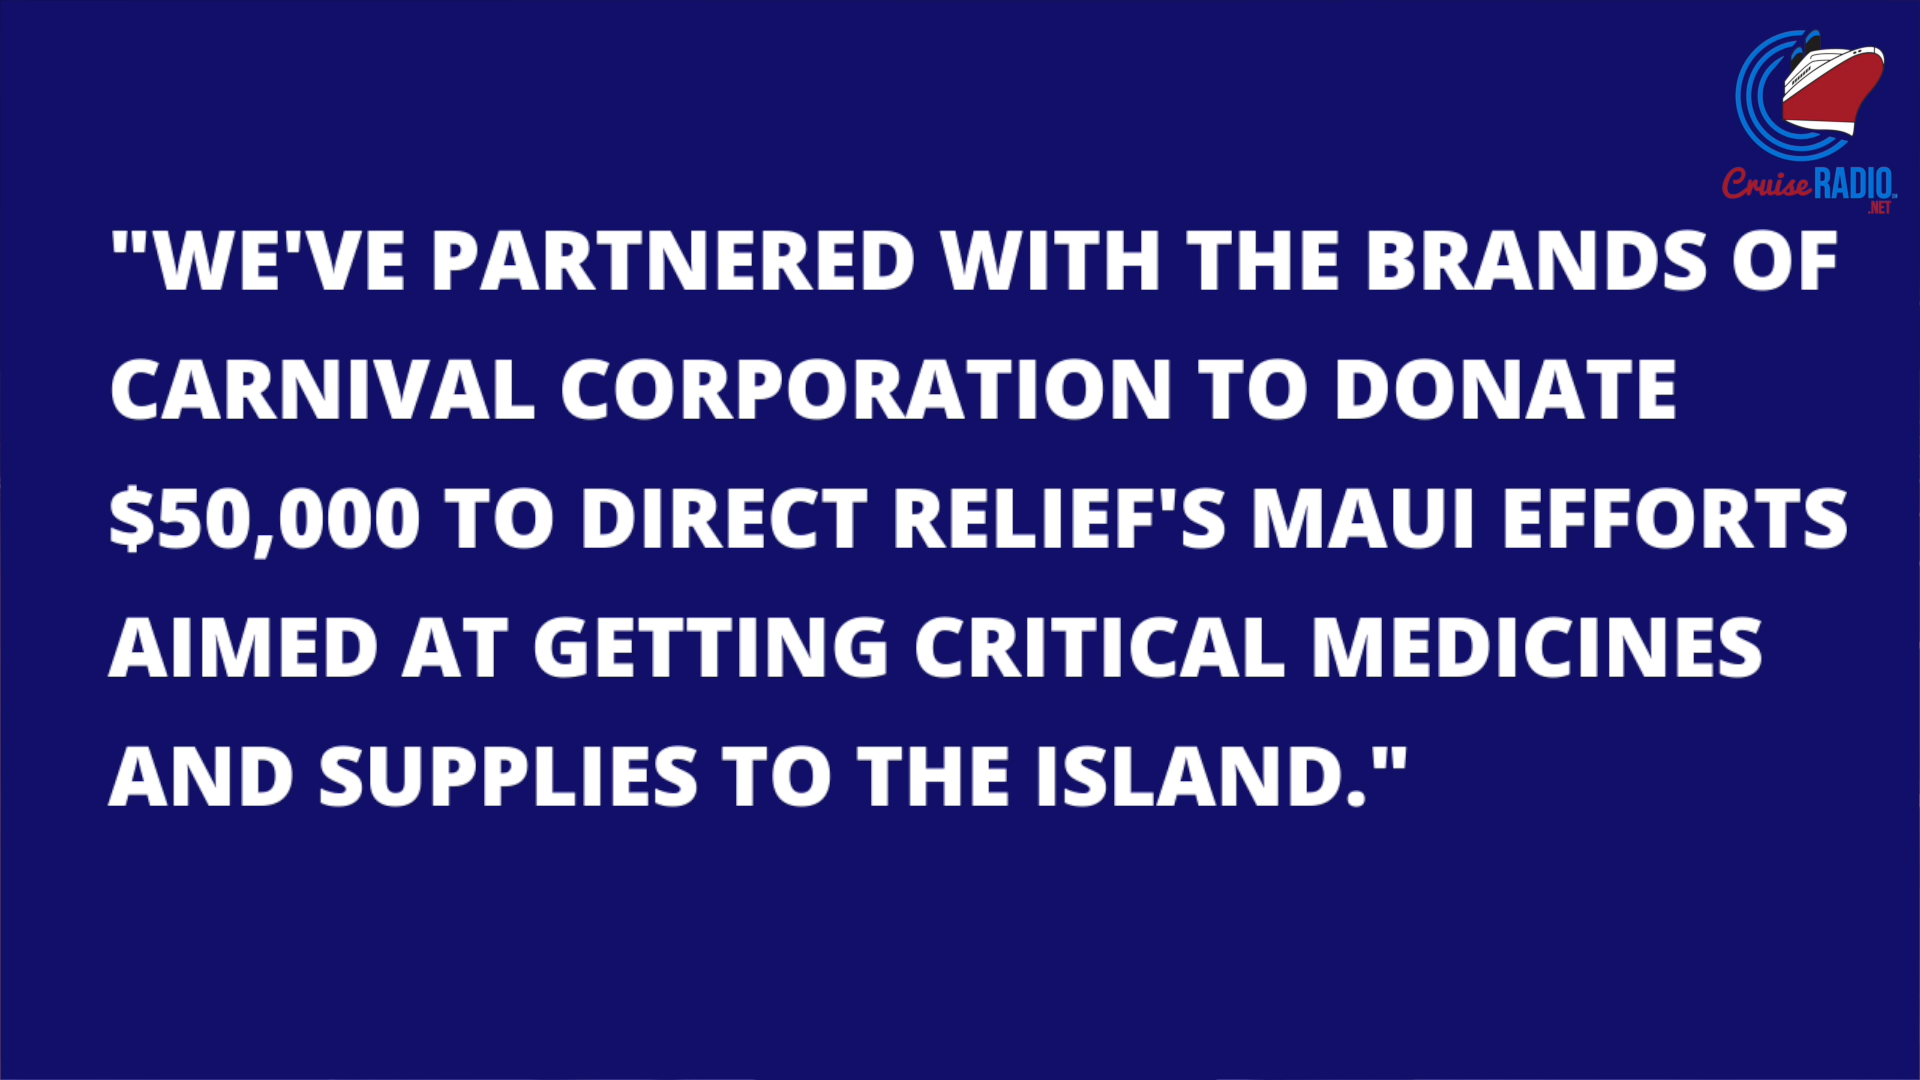 Cruise RADIO.
.NET
"WE'VE PARTNERED WITH THE BRANDS OF
CARNIVAL CORPORATION TO DONATE
$50,000 TO DIRECT RELIEF'S MAUI EFFORTS
AIMED AT GETTING CRITICAL MEDICINES
AND SUPPLIES TO THE ISLAND."